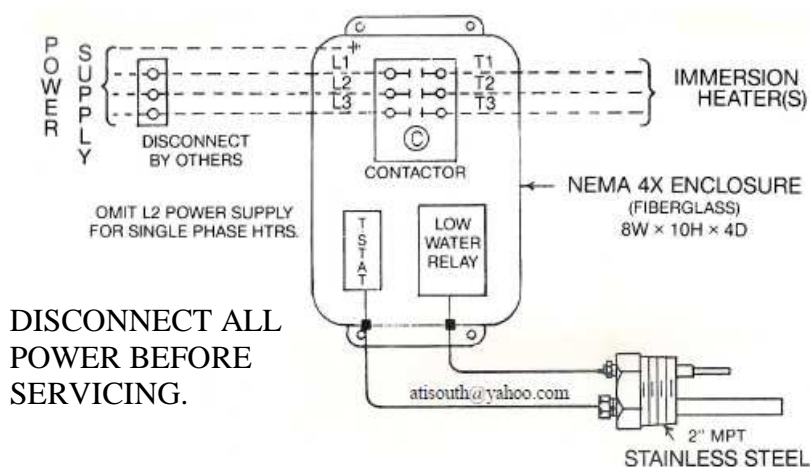 POWER
SUPPLY
L1
L2
L3
T1
T2
T3
IMMERSION
HEATER(S)
DISCONNECT
BY OTHERS
C
CONTACTOR
NEMA 4X ENCLOSURE
(FIBERGLASS)
8W × 10H × 4D
OMIT L2 POWER SUPPLY
FOR SINGLE PHASE HTRS.
TSTAT
LOW
WATER
RELAY
DISCONNECT ALL
POWER BEFORE
SERVICING.
atisouth@yahoo.com
2" MPT
STAINLESS STEEL